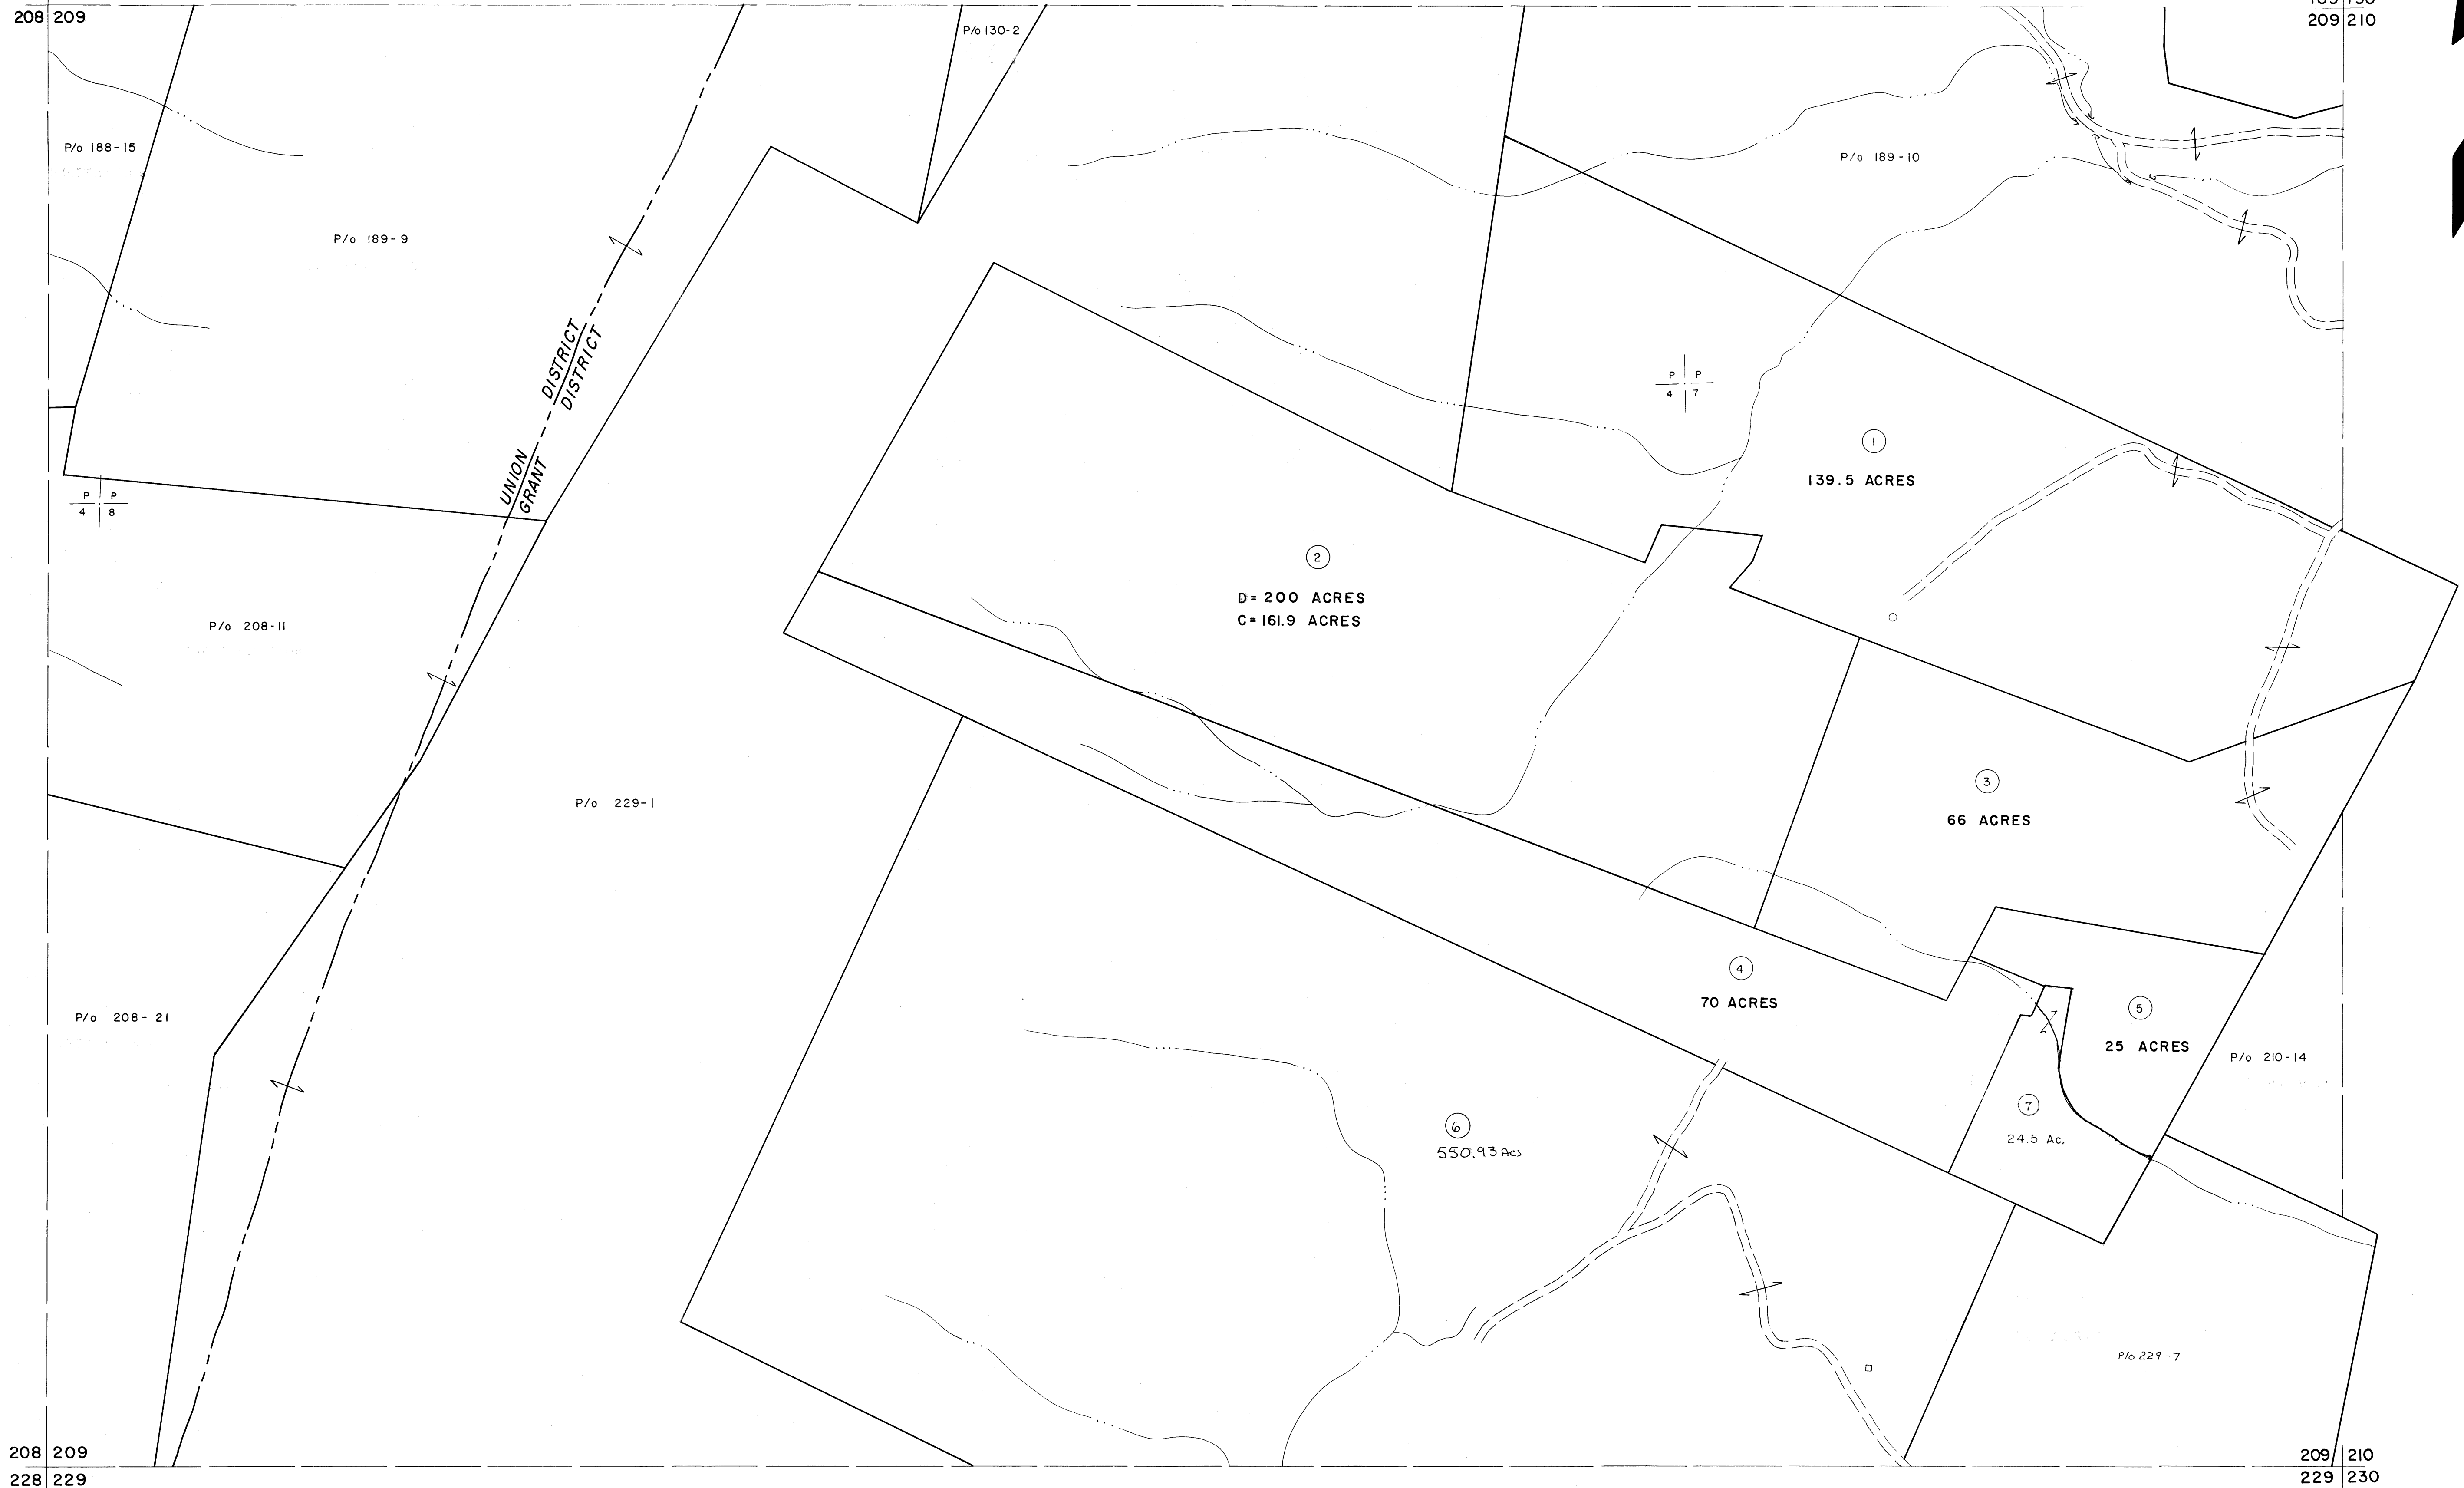 208 209
209 210
P/o 130-2
P/o 188-15
P/o 189-10
P/o 189-9
UNION DISTRICT
GRANT DISTRICT
P P
4 7
1
139.5 ACRES
P P
4 8
2
D= 200 ACRES
C= 161.9 ACRES
P/o 208-11
3
66 ACRES
P/o 229-1
4
70 ACRES
5
25 ACRES
P/o 208-21
P/o 210-14
6
550.93 Acs
7
24.5 Ac.
P/o 229-7
208 209
228 229
209 210
229 230